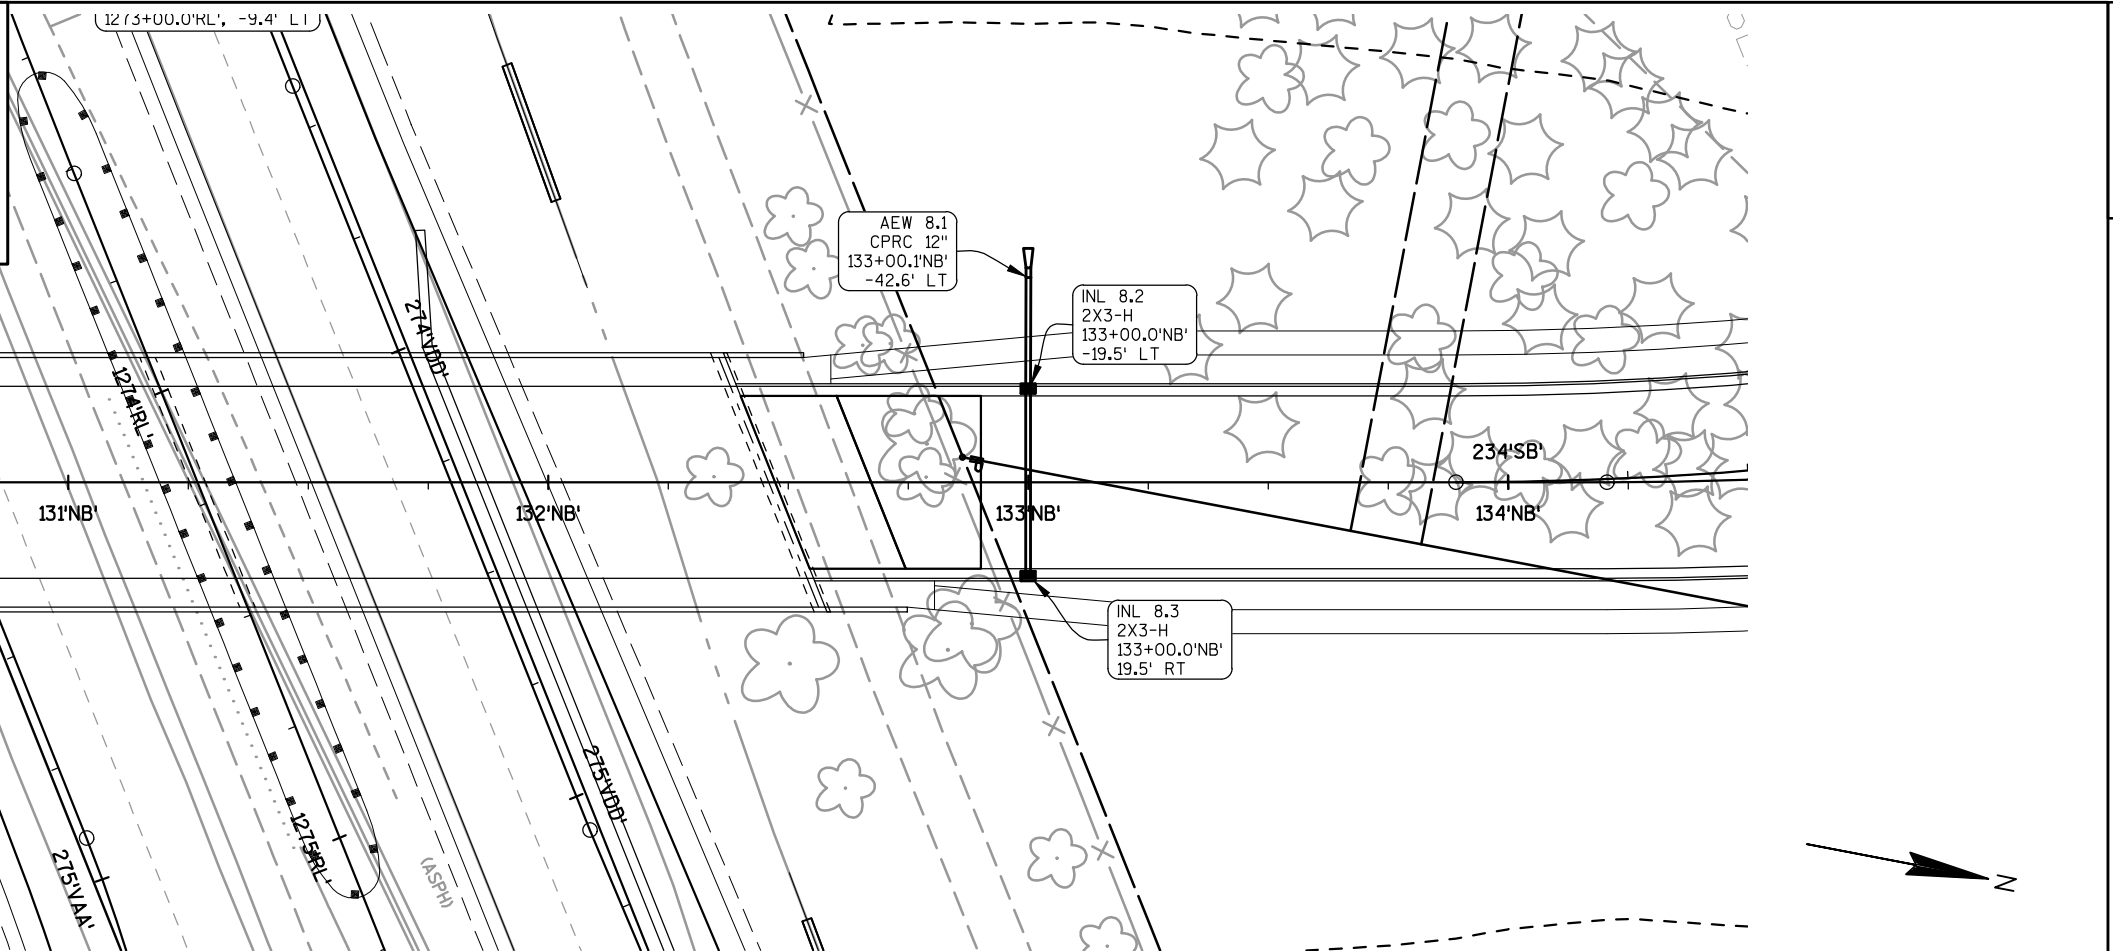 1273+00.0'RL', -9.4' LT
AEW 8.1
CPRC 12"
133+00.1'NB'
-42.6' LT
INL 8.2
2X3-H
133+00.0'NB'
-19.5' LT
274'VDD'
1274'RL'
234'SB'
131'NB'
132'NB'
133'NB'
134'NB'
INL 8.3
2X3-H
133+00.0'NB'
19.5' RT
275'VDD'
1275'RL'
275'VAA'
(ASPH)
N